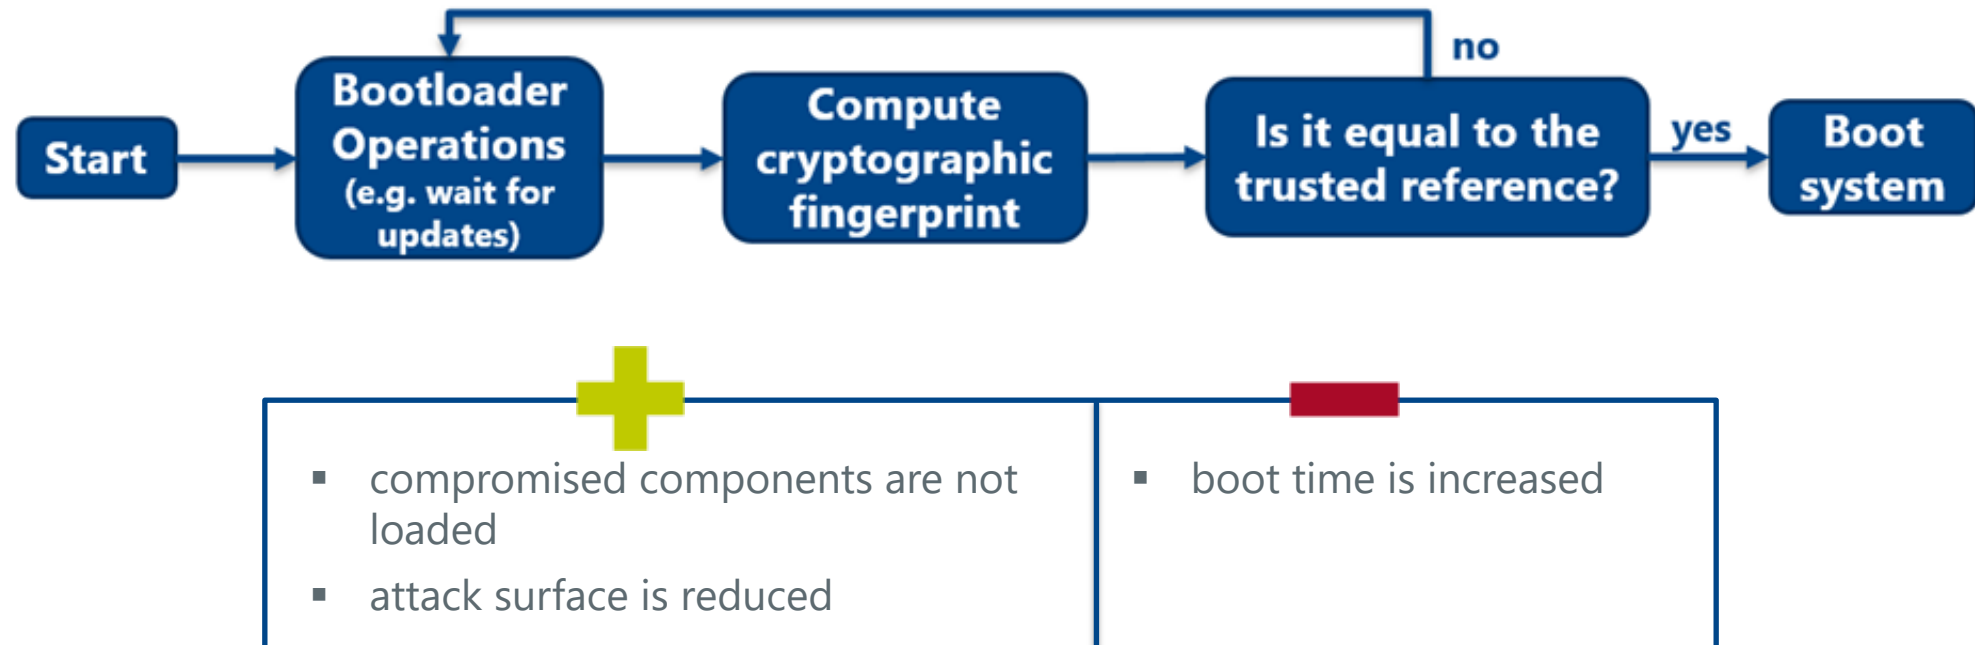 no
Start
Bootloader
Operations
(e.g. wait for
updates)
Compute
cryptographic
fingerprint
Is it equal to the
trusted reference?
yes
Boot
system
▪ compromised components are not
loaded
▪ attack surface is reduced
▪ boot time is increased